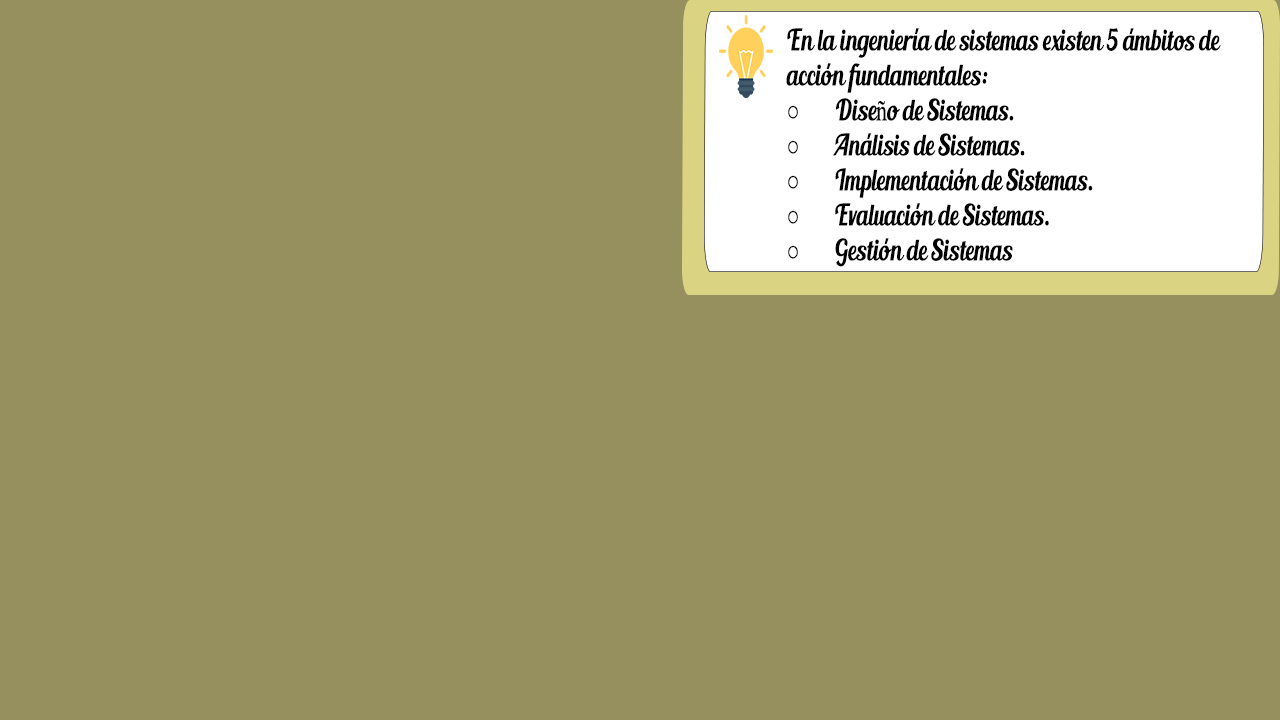 En la ingeniería de sistemas existen 5 ámbitos de
acción fundamentales:
○ Diseño de Sistemas.
○ Análisis de Sistemas.
○ Implementación de Sistemas.
○ Evaluación de Sistemas.
○ Gestión de Sistemas